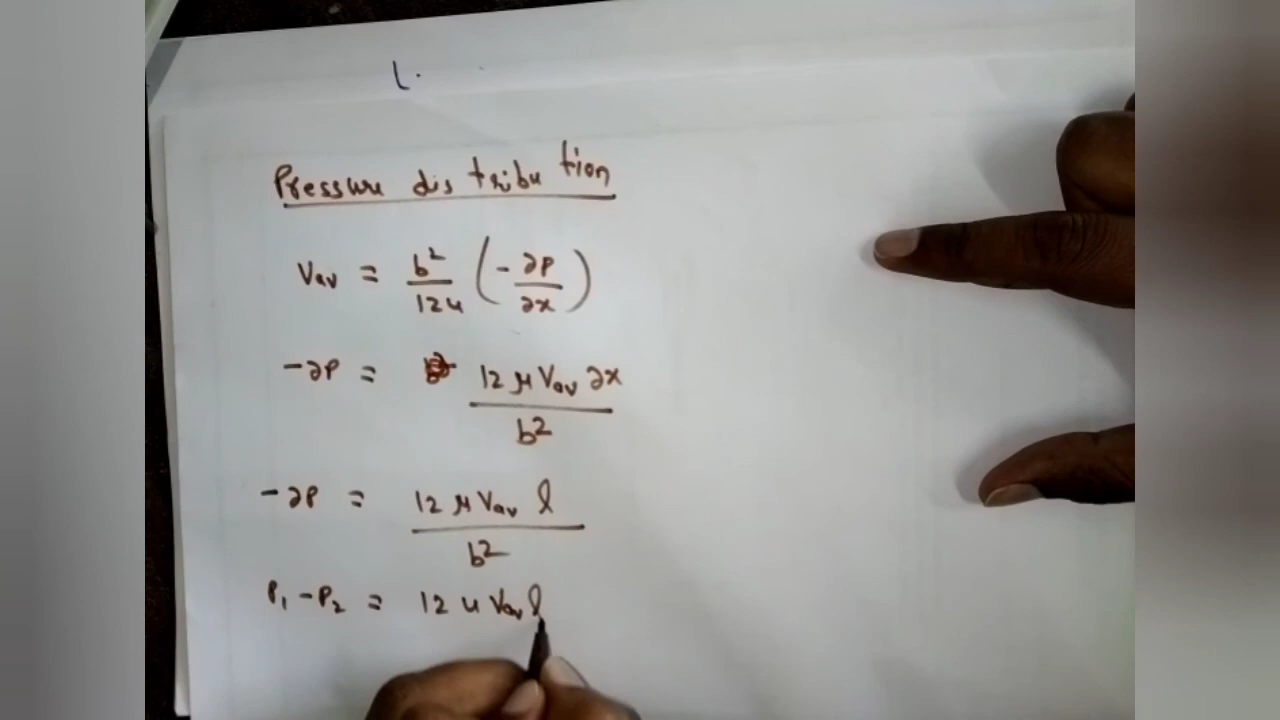 Pressure distribution
Vav = b²/12μ (-∂P/∂x)
-∂P = 12 μ Vav ∂x / b²
-∂P = 12 μ Vav l / b²
P₁ - P₂ = 12 μ Vav l